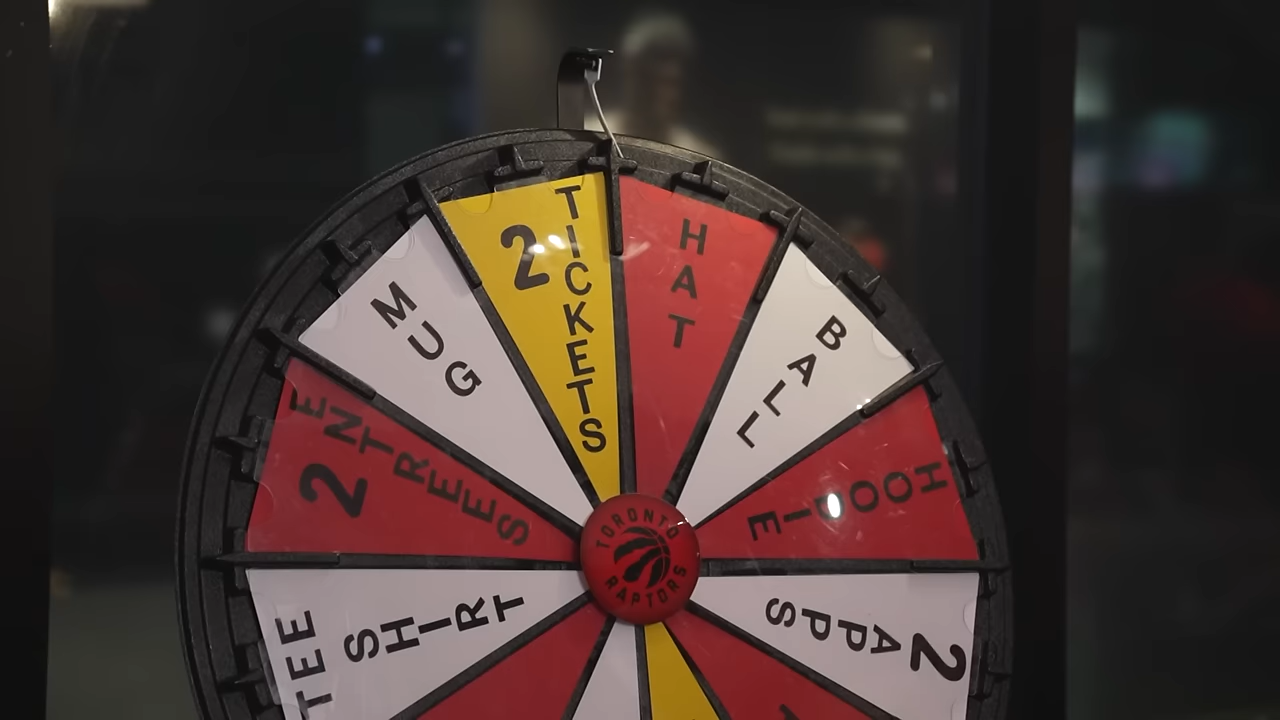 2 TICKETS
HAT
BALL
HOODIE
2 APPS
MUG
2 ENTREES
TEE SHIRT
TORONTO
RAPTORS